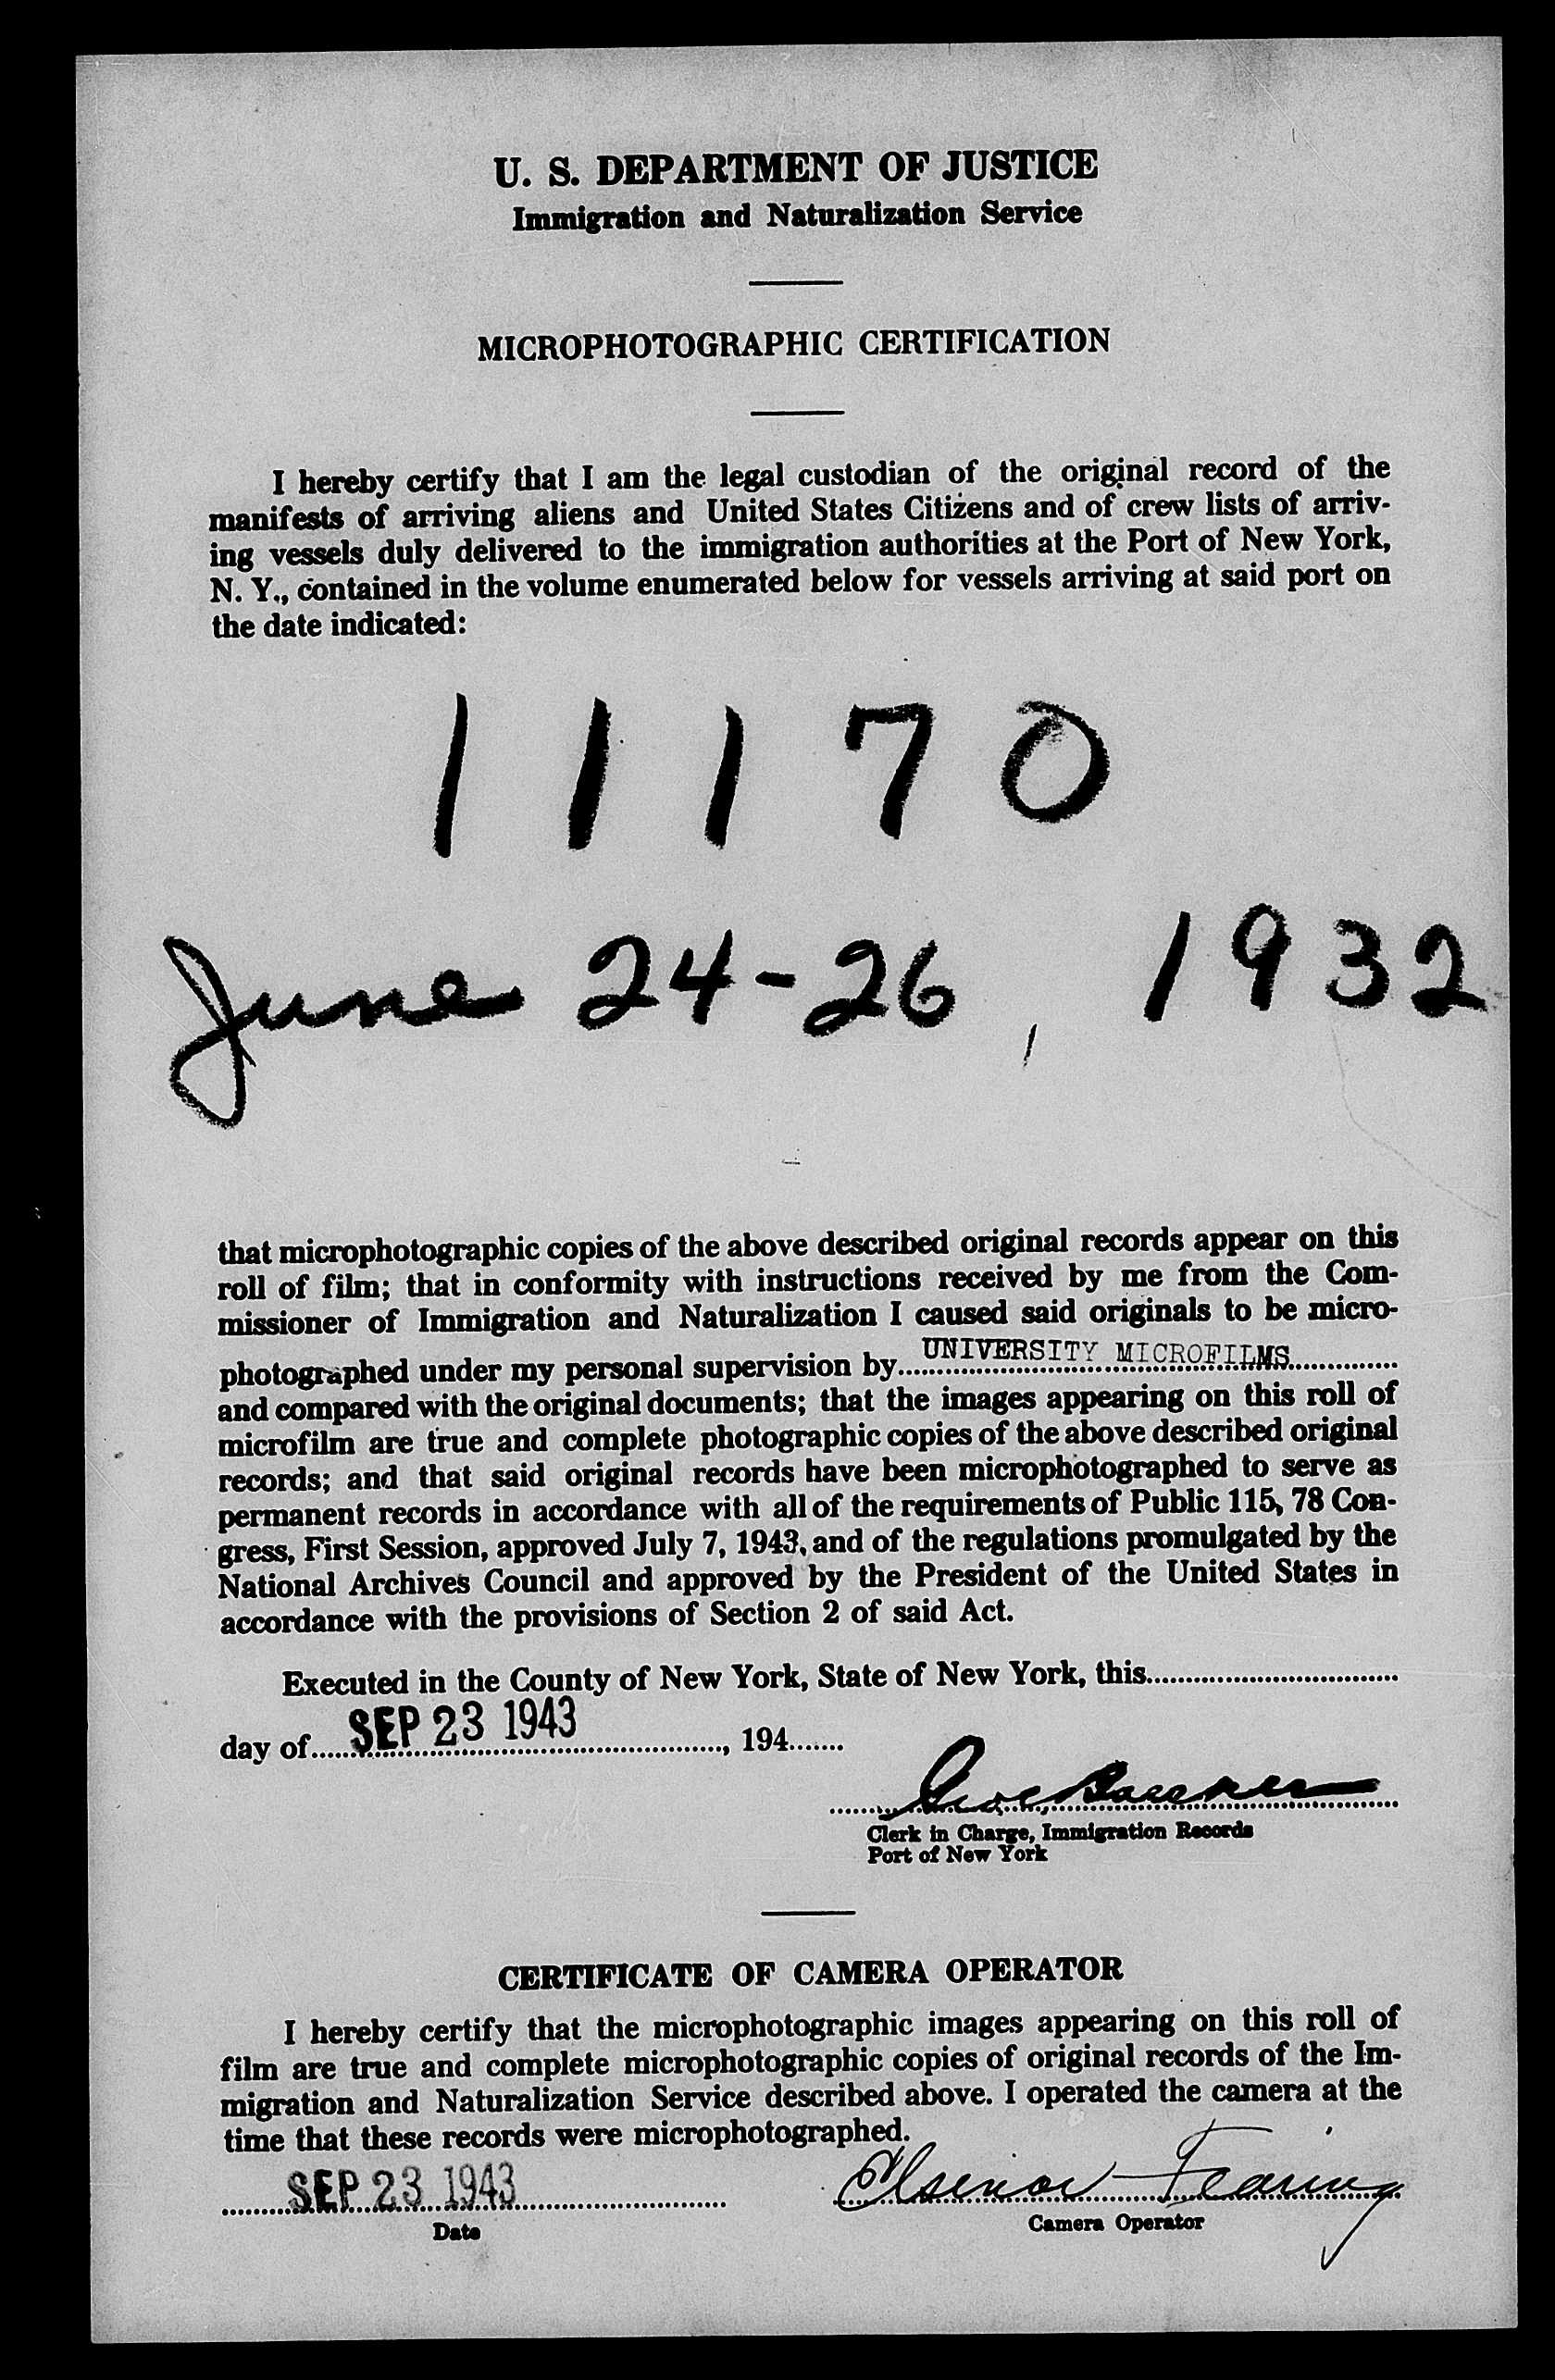 U. S. DEPARTMENT OF JUSTICE
Immigration and Naturalization Service
MICROPHOTOGRAPHIC CERTIFICATION
I hereby certify that I am the legal custodian of the original record of the
manifests of arriving aliens and United States Citizens and of crew lists of arriv-
ing vessels duly delivered to the immigration authorities at the Port of New York,
N. Y., contained in the volume enumerated below for vessels arriving at said port on
the date indicated:
11170
June 24-26, 1932
that microphotographic copies of the above described original records appear on this
roll of film; that in conformity with instructions received by me from the Com-
missioner of Immigration and Naturalization I caused said originals to be micro-
photographed under my personal supervision by UNIVERSITY MICROFILMS
and compared with the original documents; that the images appearing on this roll of
microfilm are true and complete photographic copies of the above described original
records; and that said original records have been microphotographed to serve as
permanent records in accordance with all of the requirements of Public 115, 78 Con-
gress, First Session, approved July 7, 1943, and of the regulations promulgated by the
National Archives Council and approved by the President of the United States in
accordance with the provisions of Section 2 of said Act.
Executed in the County of New York, State of New York, this
day of SEP 23 1943, 194
Clerk in Charge, Immigration Records
Port of New York
CERTIFICATE OF CAMERA OPERATOR
I hereby certify that the microphotographic images appearing on this roll of
film are true and complete microphotographic copies of original records of the Im-
migration and Naturalization Service described above. I operated the camera at the
time that these records were microphotographed.
SEP 23 1943
Date
Camera Operator